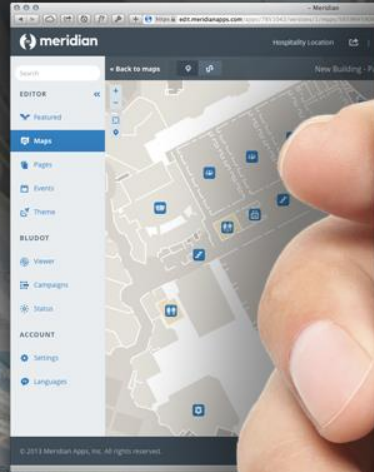 – Meridian
https edit.meridianapps.com
meridian
Hospitality Location
Search
« Back to maps
New Building - P
EDITOR
Featured
Maps
Pages
Events
Theme
BLUDOT
Viewer
Campaigns
Status
ACCOUNT
Settings
Languages
© 2013 Meridian Apps, Inc. All rights reserved.